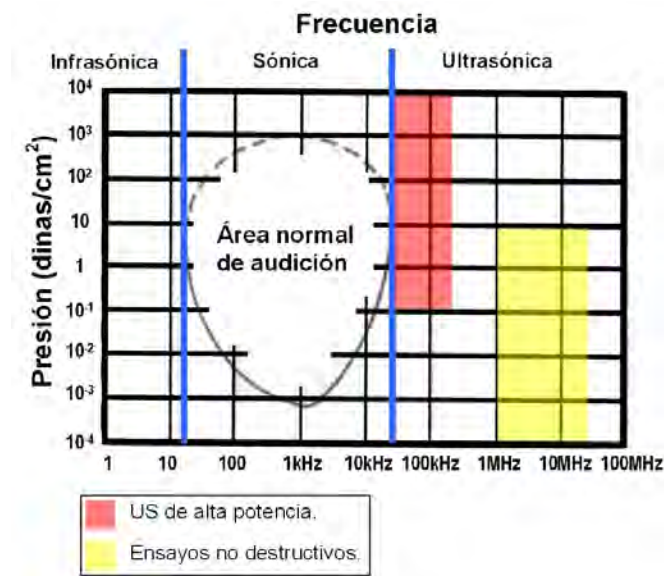 Frecuencia
Infrasónica Sónica Ultrasónica
Presión (dinas/cm²)
10⁴
10³
10²
10
1
10⁻¹
10⁻²
10⁻³
10⁻⁴
Área normal
de audición
1 10 100 1kHz 10kHz 100kHz 1MHz 10MHz 100MHz
US de alta potencia.
Ensayos no destructivos.